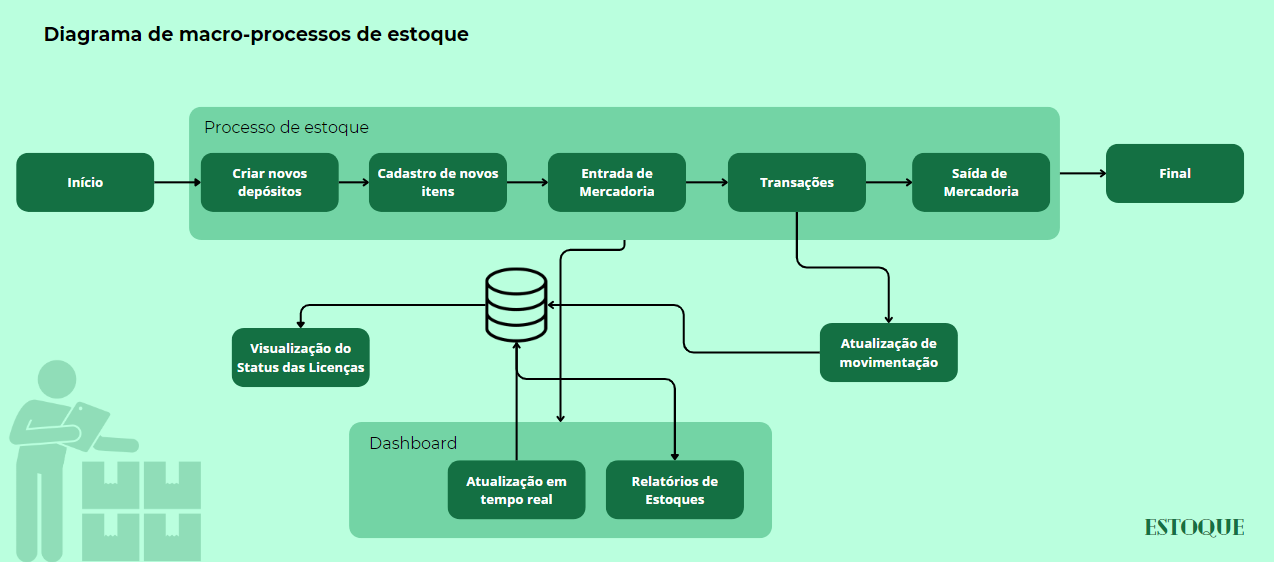 Diagrama de macro-processos de estoque
Processo de estoque
Início
Criar novos
depósitos
Cadastro de novos
itens
Entrada de
Mercadoria
Transações
Saída de
Mercadoria
Final
Visualização do
Status das Licenças
Atualização de
movimentação
Dashboard
Atualização em
tempo real
Relatórios de
Estoques
ESTOQUE